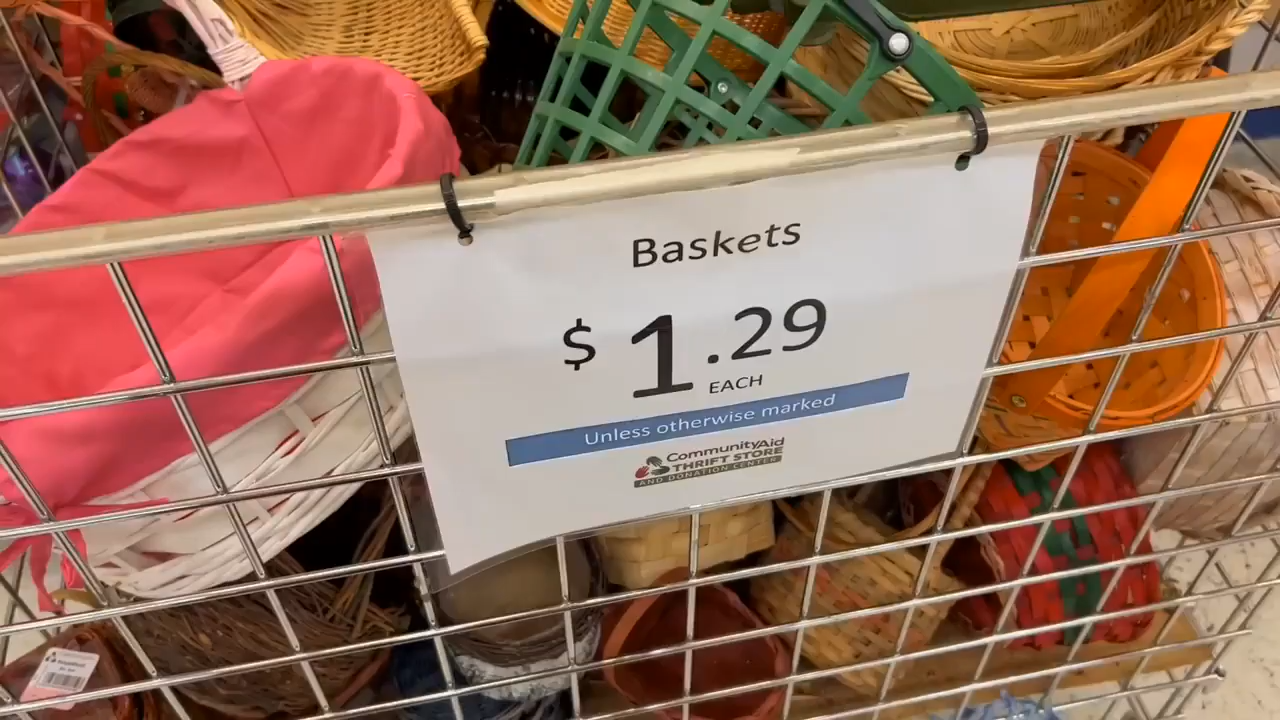 Baskets
$1.29
EACH
Unless otherwise marked
CommunityAid
THRIFT STORE
AND DONATION CENTER